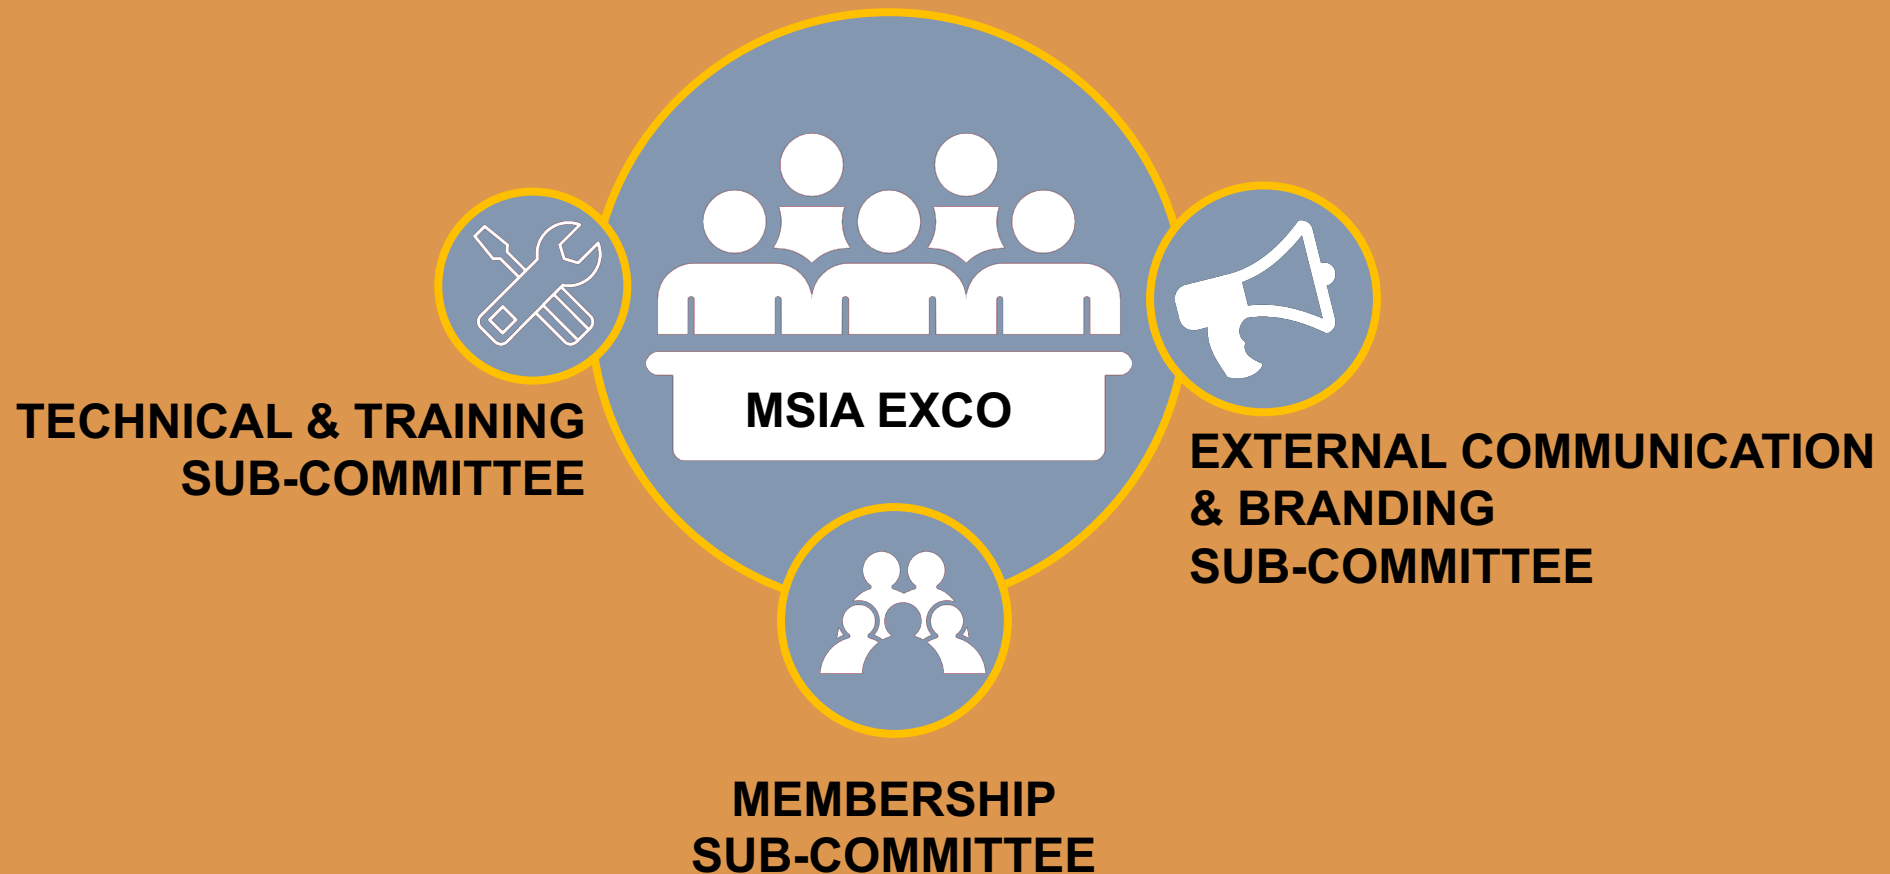 MSIA EXCO
TECHNICAL & TRAINING
SUB-COMMITTEE
EXTERNAL COMMUNICATION
& BRANDING
SUB-COMMITTEE
MEMBERSHIP
SUB-COMMITTEE